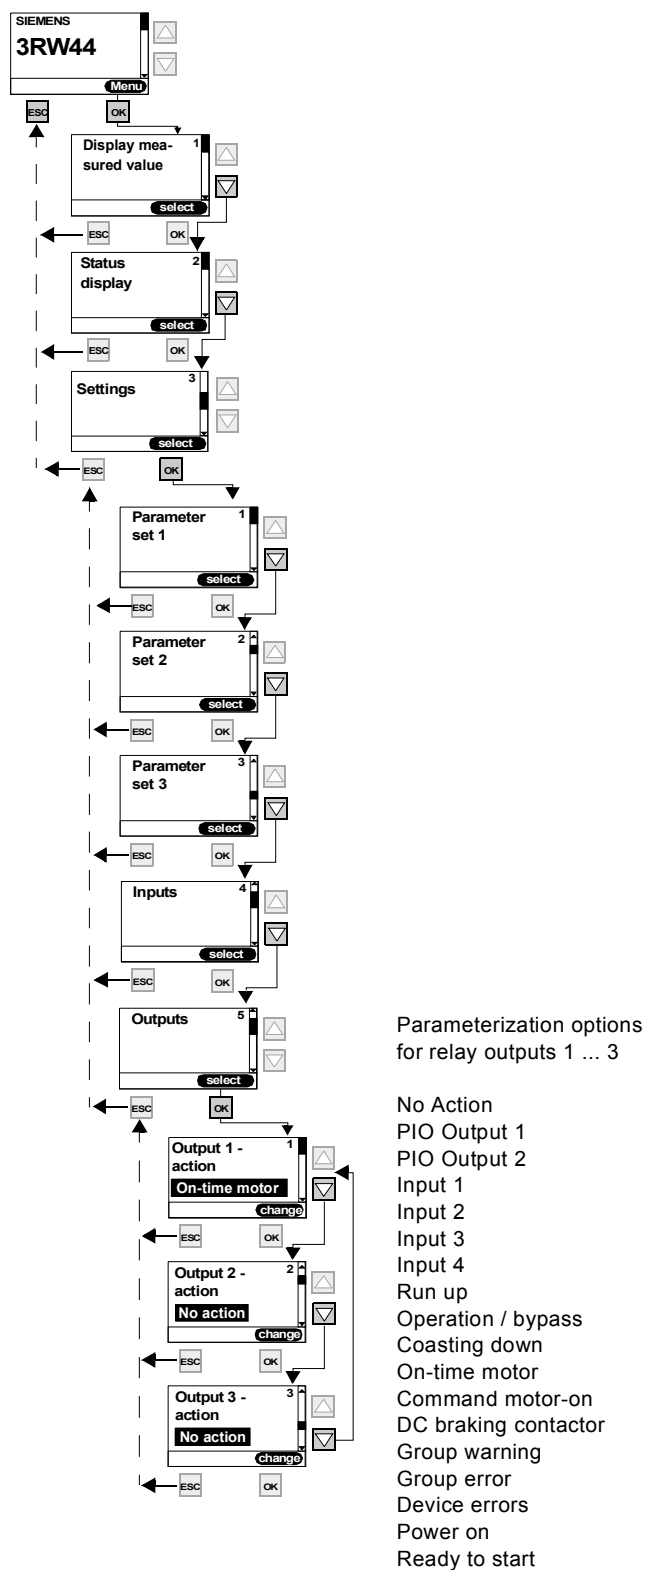 SIEMENS
3RW44
Menu
ESC OK
Display mea-
sured value
1
select
ESC OK
Status
display
2
select
ESC OK
Settings
3
select
ESC OK
Parameter
set 1
1
select
ESC OK
Parameter
set 2
2
select
ESC OK
Parameter
set 3
3
select
ESC OK
Inputs
4
select
ESC OK
Outputs
5
select
ESC OK
Output 1 -
action
1
On-time motor
change
ESC OK
Output 2 -
action
2
No action
change
ESC OK
Output 3 -
action
3
No action
change
ESC OK
Parameterization options
for relay outputs 1 ... 3
No Action
PIO Output 1
PIO Output 2
Input 1
Input 2
Input 3
Input 4
Run up
Operation / bypass
Coasting down
On-time motor
Command motor-on
DC braking contactor
Group warning
Group error
Device errors
Power on
Ready to start